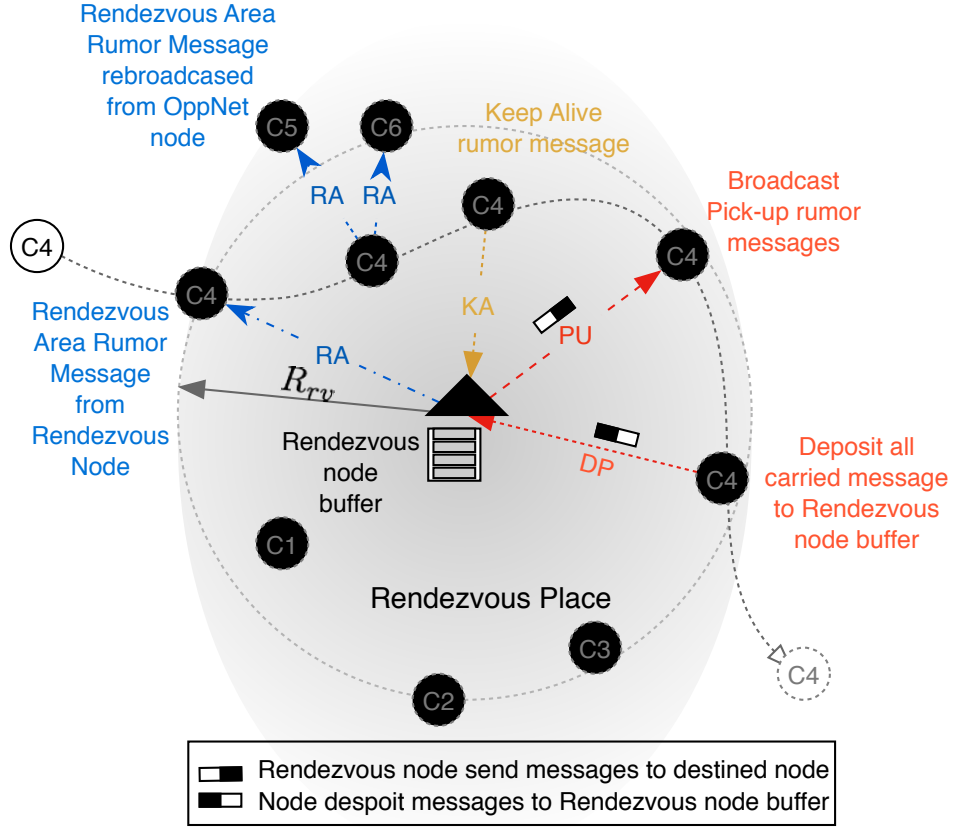 Rendezvous Area
Rumor Message
rebroadcased
from OppNet
node
C5
C6
Keep Alive
rumor message
Broadcast
Pick-up rumor
messages
RA
RA
C4
C4
C4
C4
C4
Rendezvous
Area Rumor
Message
from
Rendezvous
Node
RA
KA
PU
R_rv
Rendezvous
node
buffer
DP
C4
Deposit all
carried message
to Rendezvous
node buffer
C1
Rendezvous Place
C3
C2
C4
Rendezvous node send messages to destined node
Node despoit messages to Rendezvous node buffer